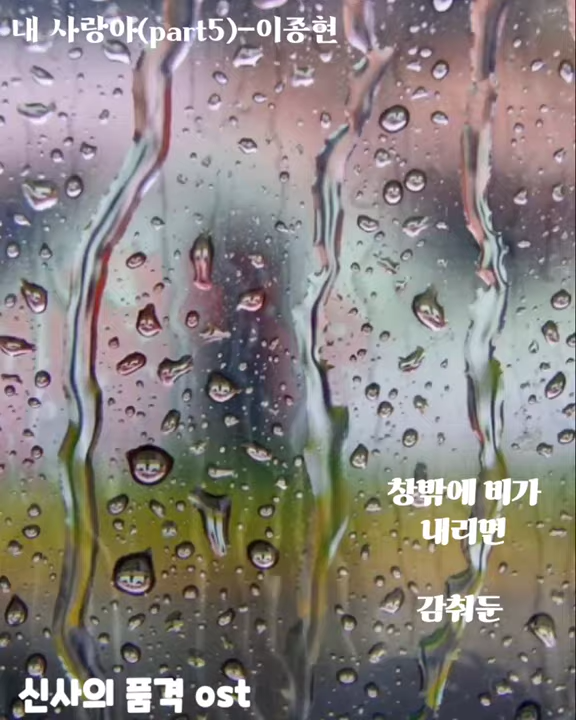 내 사랑아(part5)-이종현
창밖에 비가
내리면
감춰둔
신사의 품격 ost